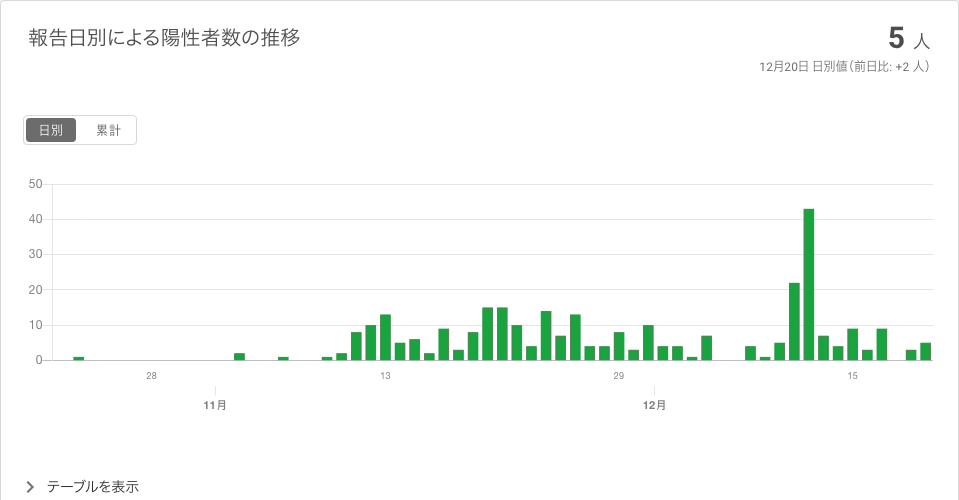 報告日別による陽性者数の推移
5 人
12月20日 日別値（前日比: +2 人）
日別 累計
50
40
30
20
10
0
28 13 29 15
11月 12月
テーブルを表示